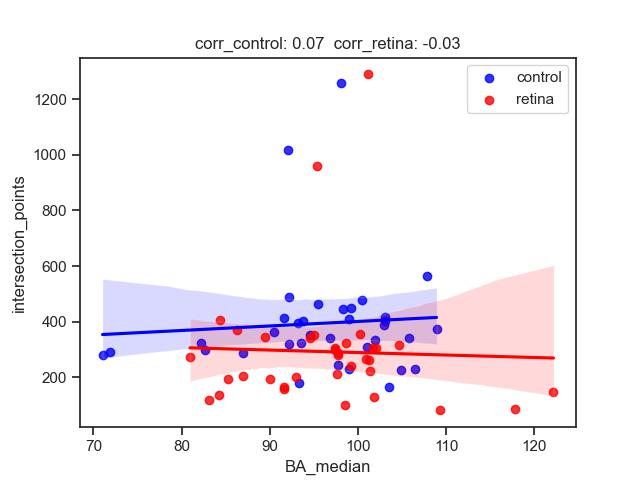 corr_control: 0.07  corr_retina: -0.03
control
retina
1200
1000
800
600
400
200
intersection_points
70 80 90 100 110 120
BA_median